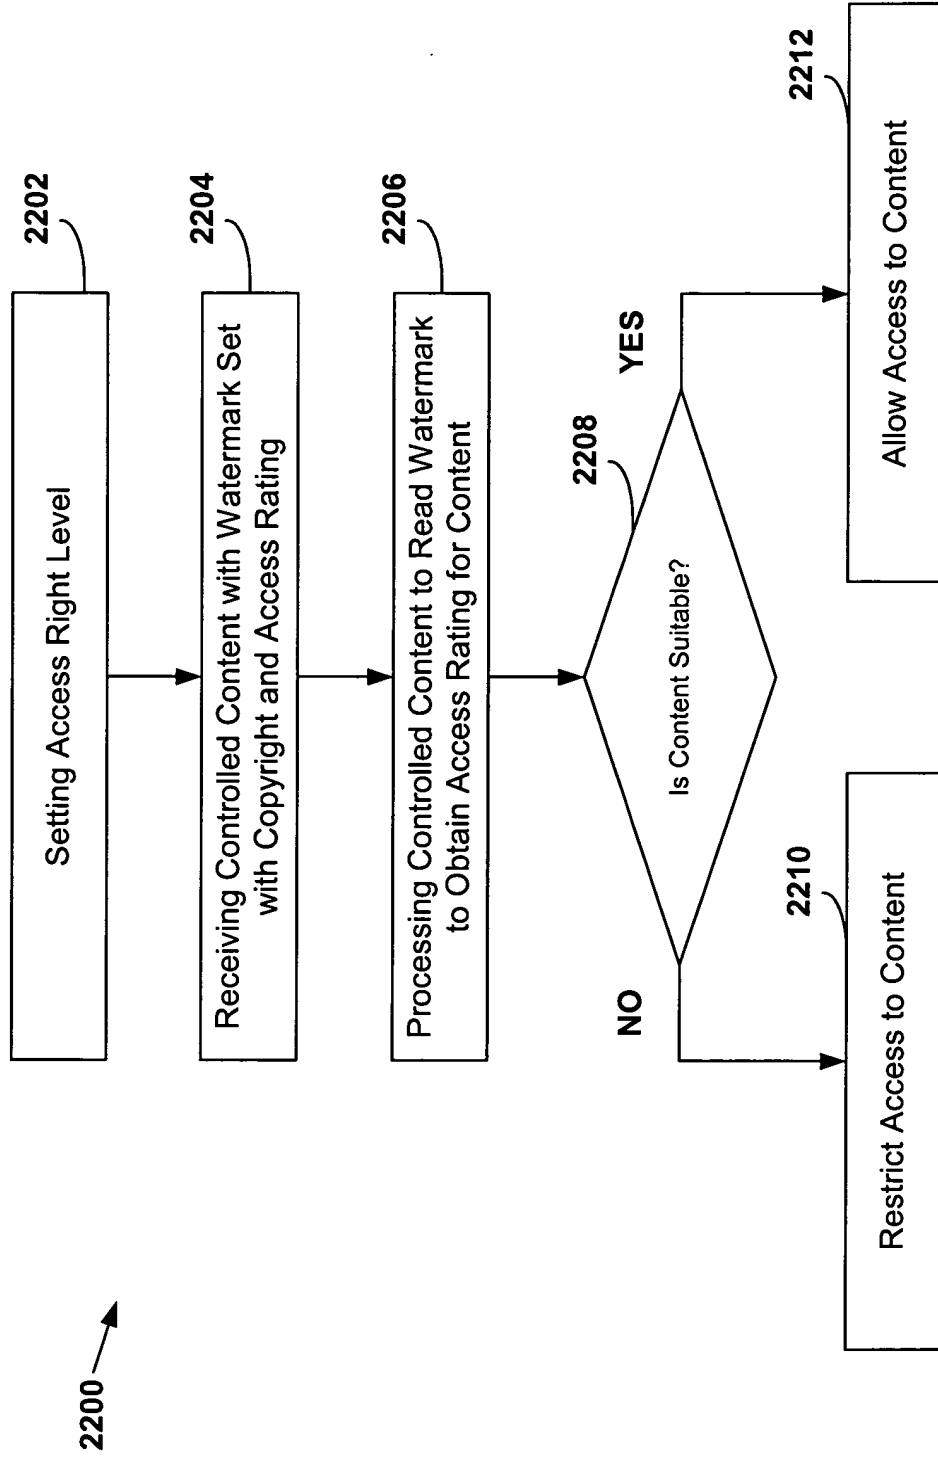 2200
2202
Setting Access Right Level
2204
Receiving Controlled Content with Watermark Set
with Copyright and Access Rating
2206
Processing Controlled Content to Read Watermark
to Obtain Access Rating for Content
2208
Is Content Suitable?
NO
YES
2210
Restrict Access to Content
2212
Allow Access to Content